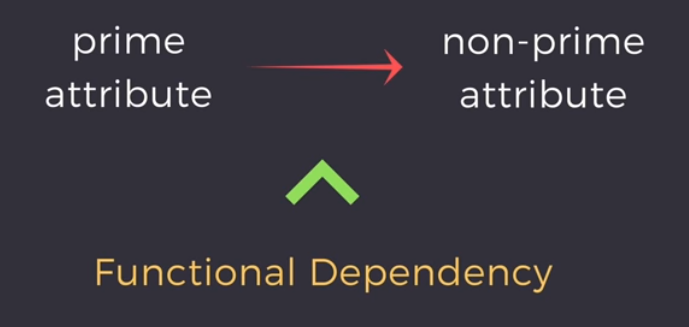 prime
attribute
non-prime
attribute
Functional Dependency